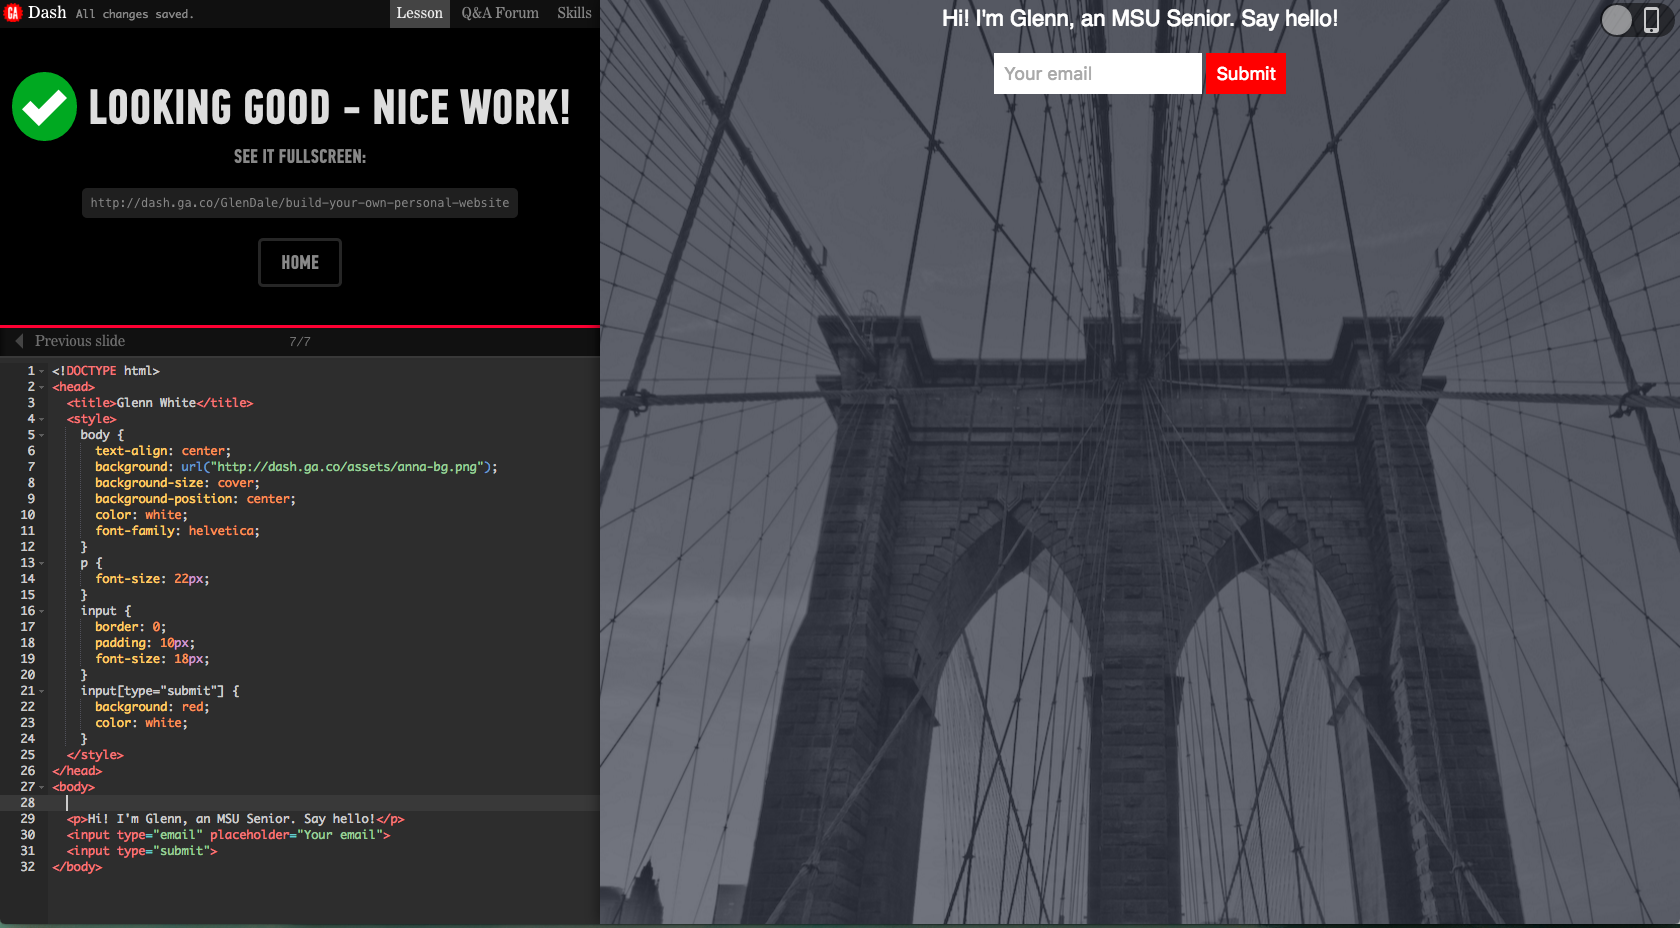 GA Dash All changes saved. Lesson Q&A Forum Skills
LOOKING GOOD - NICE WORK!
SEE IT FULLSCREEN:
http://dash.ga.co/GlenDale/build-your-own-personal-website
HOME
Previous slide 7/7
1 <!DOCTYPE html>
2 <head>
3 <title>Glenn White</title>
4 <style>
5 body {
6 text-align: center;
7 background: url("http://dash.ga.co/assets/anna-bg.png");
8 background-size: cover;
9 background-position: center;
10 color: white;
11 font-family: helvetica;
12 }
13 p {
14 font-size: 22px;
15 }
16 input {
17 border: 0;
18 padding: 10px;
19 font-size: 18px;
20 }
21 input[type="submit"] {
22 background: red;
23 color: white;
24 }
25 </style>
26 </head>
27 <body>
28
29 <p>Hi! I'm Glenn, an MSU Senior. Say hello!</p>
30 <input type="email" placeholder="Your email">
31 <input type="submit">
32 </body>
Hi! I'm Glenn, an MSU Senior. Say hello!
Your email Submit